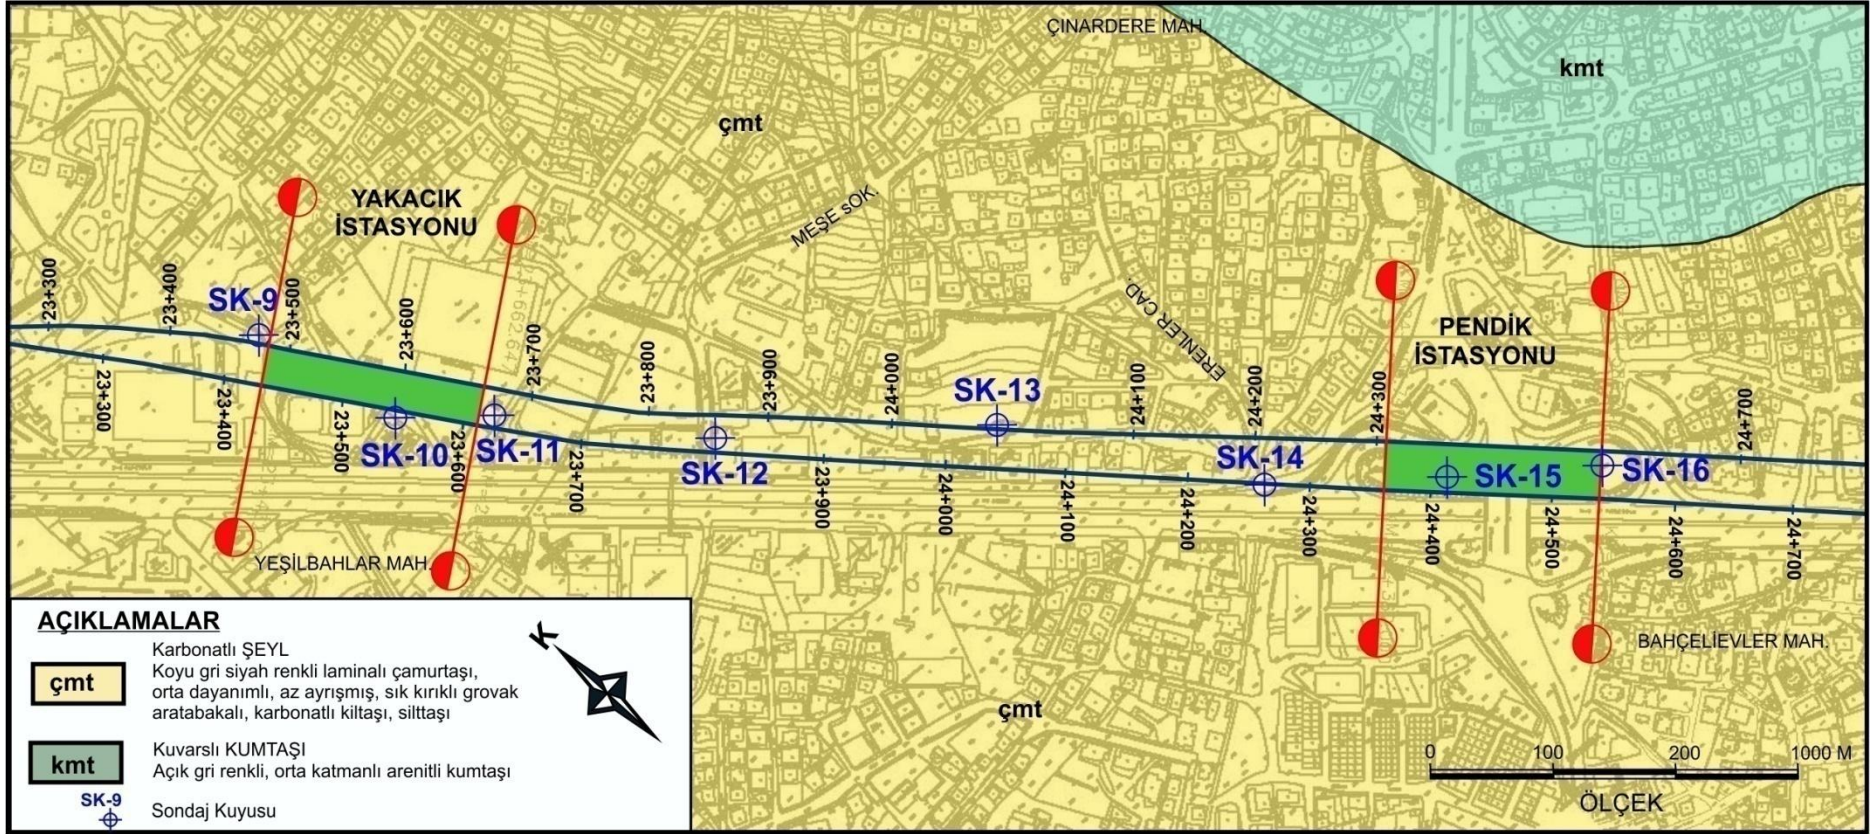 ÇINARDERE MAH
kmt
çmt
YAKACIK
İSTASYONU
MEŞE sOK.
ERENLER CAD.
PENDİK
İSTASYONU
23+300
23+400
23+500
23+600
23+700
23+800
23+900
24+000
24+100
24+200
24+300
24+700
SK-9
SK-10
SK-11
SK-12
SK-13
SK-14
SK-15
SK-16
23+300
23+400
23+500
23+600
23+700
23+900
24+000
24+100
24+200
24+300
24+400
24+500
24+600
24+700
YEŞİLBAHLAR MAH.
BAHÇELİEVLER MAH.
çmt
AÇIKLAMALAR
çmt
Karbonatlı ŞEYL
Koyu gri siyah renkli laminalı çamurtaşı,
orta dayanımlı, az ayrışmış, sık kırıklı grovak
aratabakalı, karbonatlı kiltaşı, silttaşı
kmt
Kuvarslı KUMTAŞI
Açık gri renkli, orta katmanlı arenitli kumtaşı
SK-9
Sondaj Kuyusu
K
0 100 200 1000 M
ÖLÇEK